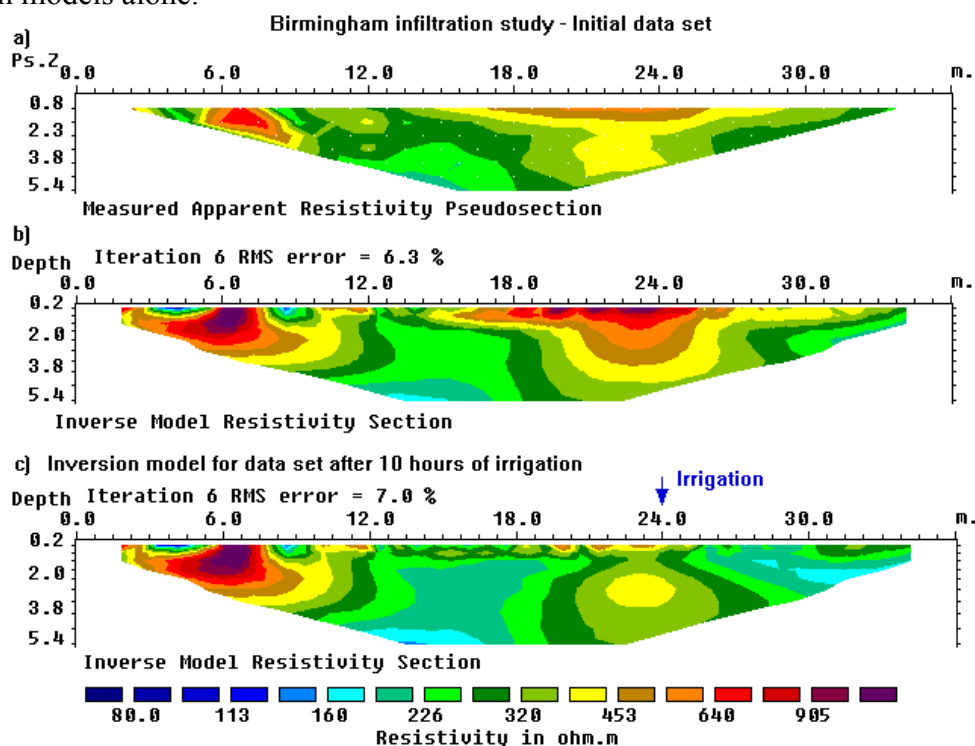 n models alone.
Birmingham infiltration study - Initial data set
a)
Ps.Z 0.0 6.0 12.0 18.0 24.0 30.0 m.
0.8
2.3
3.8
5.4
Measured Apparent Resistivity Pseudosection
b)
Iteration 6 RMS error = 6.3 %
Depth
0.0 6.0 12.0 18.0 24.0 30.0 m.
0.2
2.0
3.8
5.4
Inverse Model Resistivity Section
c) Inversion model for data set after 10 hours of irrigation
Irrigation
Depth Iteration 6 RMS error = 7.0 %
0.0 6.0 12.0 18.0 24.0 30.0 m.
0.2
2.0
3.8
5.4
Inverse Model Resistivity Section
80.0 113 160 226 320 453 640 905
Resistivity in ohm.m